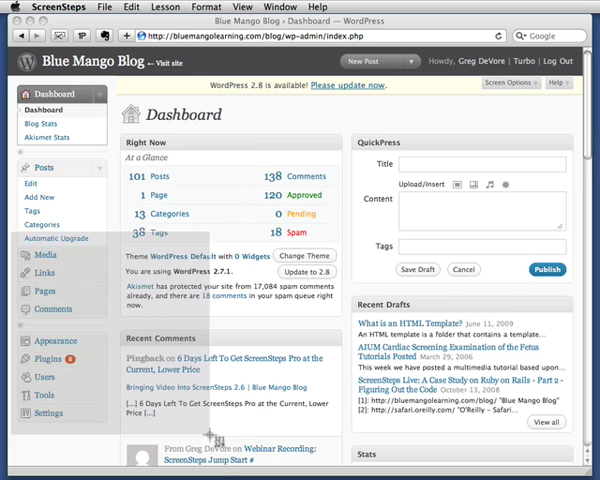 ScreenSteps File Edit Lesson Format View Window Help
Blue Mango Blog › Dashboard — WordPress
http://bluemangolearning.com/blog/wp-admin/index.php
Google
Blue Mango Blog ← Visit site
New Post
Howdy, Greg DeVore | Turbo | Log Out
WordPress 2.8 is available! Please update now.
Screen Options
Help
Dashboard
Dashboard
Blog Stats
Akismet Stats
Posts
Edit
Add New
Tags
Categories
Automatic Upgrade
Media
Links
Pages
Comments
Appearance
Plugins 8
Users
Tools
Settings
Dashboard
Right Now
At a Glance
101 Posts 138 Comments
1 Page 120 Approved
13 Categories 0 Pending
38 Tags 18 Spam
Theme WordPress Default with 0 Widgets
Change Theme
You are using WordPress 2.7.1.
Update to 2.8
Akismet has protected your site from 17,084 spam comments
already, and there are 18 comments in your spam queue right
now.
Recent Comments
Pingback on 6 Days Left To Get ScreenSteps Pro at the
Current, Lower Price
Bringing Video Into ScreenSteps 2.6 | Blue Mango Blog
[...] 6 Days Left To Get ScreenSteps Pro at the Current, Lower
Price [...]
From Greg DeVore on Webinar Recording:
ScreenSteps Jump Start #
QuickPress
Title
Upload/Insert
Content
Tags
Save Draft
Cancel
Publish
Recent Drafts
What is an HTML Template? June 11, 2009
An HTML template is a folder that contains a template…
AIUM Cardiac Screening Examination of the Fetus
Tutorials Posted March 29, 2006
This week we have posted a multimedia tutorial based upon…
ScreenSteps Live: A Case Study on Ruby on Rails - Part 2 -
Figuring Out the Code October 13, 2008
[1]: http://bluemangolearning.com/blog/ "Blue Mango Blog"
[2]: http://safari.oreilly.com/ "O'Reilly - Safari…
View all
Stats